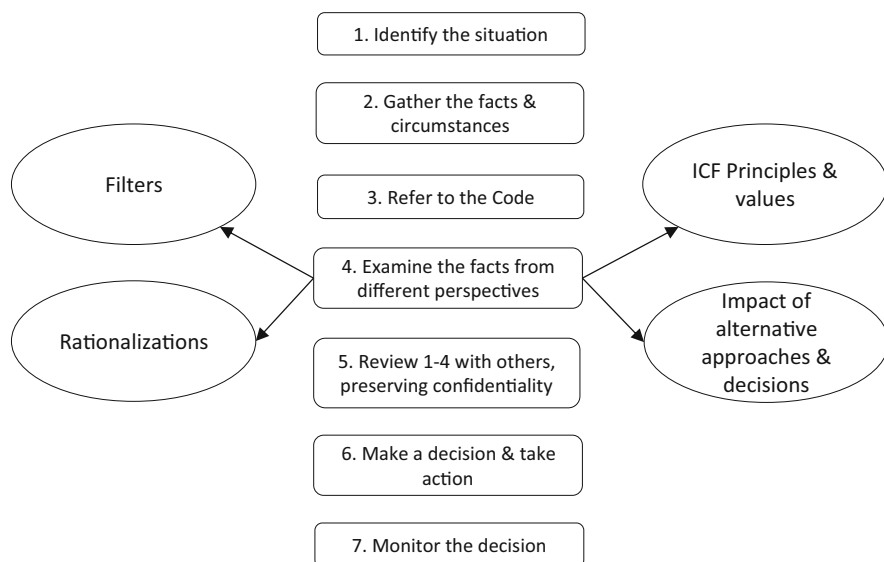 1. Identify the situation
2. Gather the facts &
circumstances
Filters
ICF Principles &
values
3. Refer to the Code
4. Examine the facts from
different perspectives
Rationalizations
Impact of
alternative
approaches &
decisions
5. Review 1-4 with others,
preserving confidentiality
6. Make a decision & take
action
7. Monitor the decision